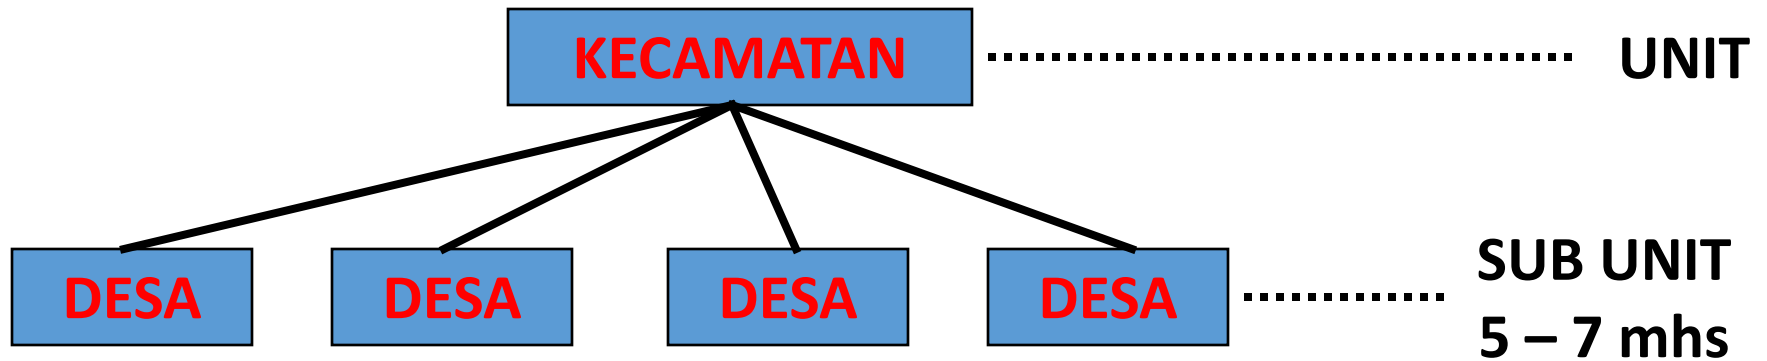 KECAMATAN
UNIT
DESA
DESA
DESA
DESA
SUB UNIT
5 – 7 mhs